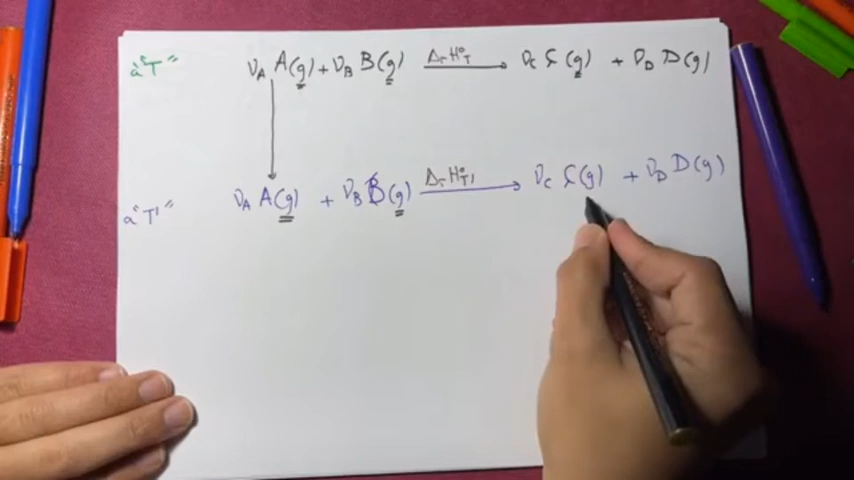 a "T" νA A(g) + νB B(g) ΔrH°T → νC C(g) + νD D(g)
a "T'" νA A(g) + νB B(g) ΔrH°T' → νC C(g) + νD D(g)